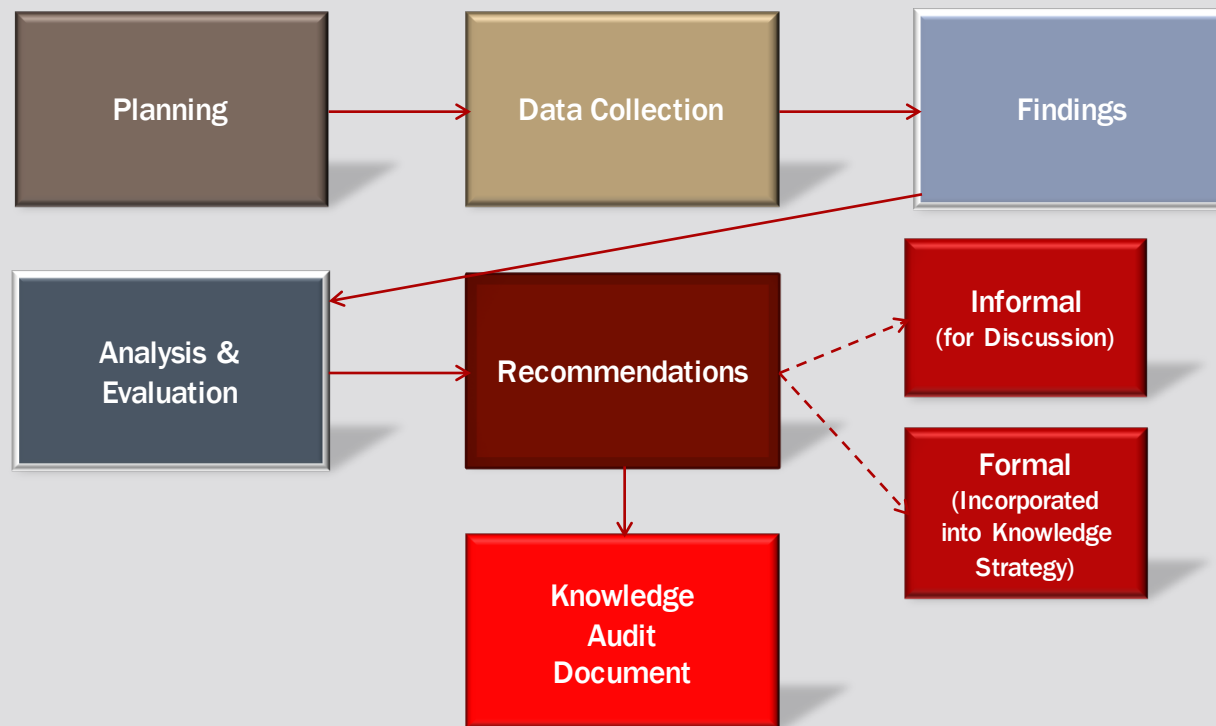 Planning
Data Collection
Findings
Analysis &
Evaluation
Recommendations
Informal
(for Discussion)
Formal
(Incorporated
into Knowledge
Strategy)
Knowledge
Audit
Document